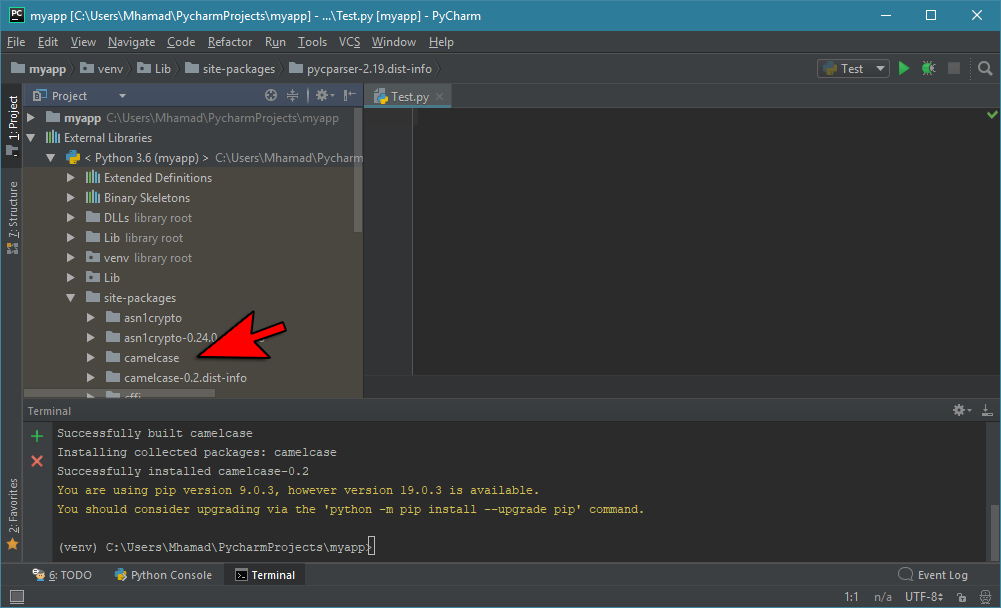 PC myapp [C:\Users\Mhamad\PycharmProjects\myapp] - ...\Test.py [myapp] - PyCharm
File Edit View Navigate Code Refactor Run Tools VCS Window Help
myapp venv Lib site-packages pycparser-2.19.dist-info Test
1: Project
7: Structure
2: Favorites
Project
Test.py
myapp C:\Users\Mhamad\PycharmProjects\myapp
External Libraries
< Python 3.6 (myapp) > C:\Users\Mhamad\Pycharm
Extended Definitions
Binary Skeletons
DLLs library root
Lib library root
venv library root
Lib
site-packages
asn1crypto
asn1crypto-0.24.0
camelcase
camelcase-0.2.dist-info
cffi
Terminal
Successfully built camelcase
Installing collected packages: camelcase
Successfully installed camelcase-0.2
You are using pip version 9.0.3, however version 19.0.3 is available.
You should consider upgrading via the 'python -m pip install --upgrade pip' command.
(venv) C:\Users\Mhamad\PycharmProjects\myapp>
6: TODO Python Console Terminal Event Log
1:1 n/a UTF-8